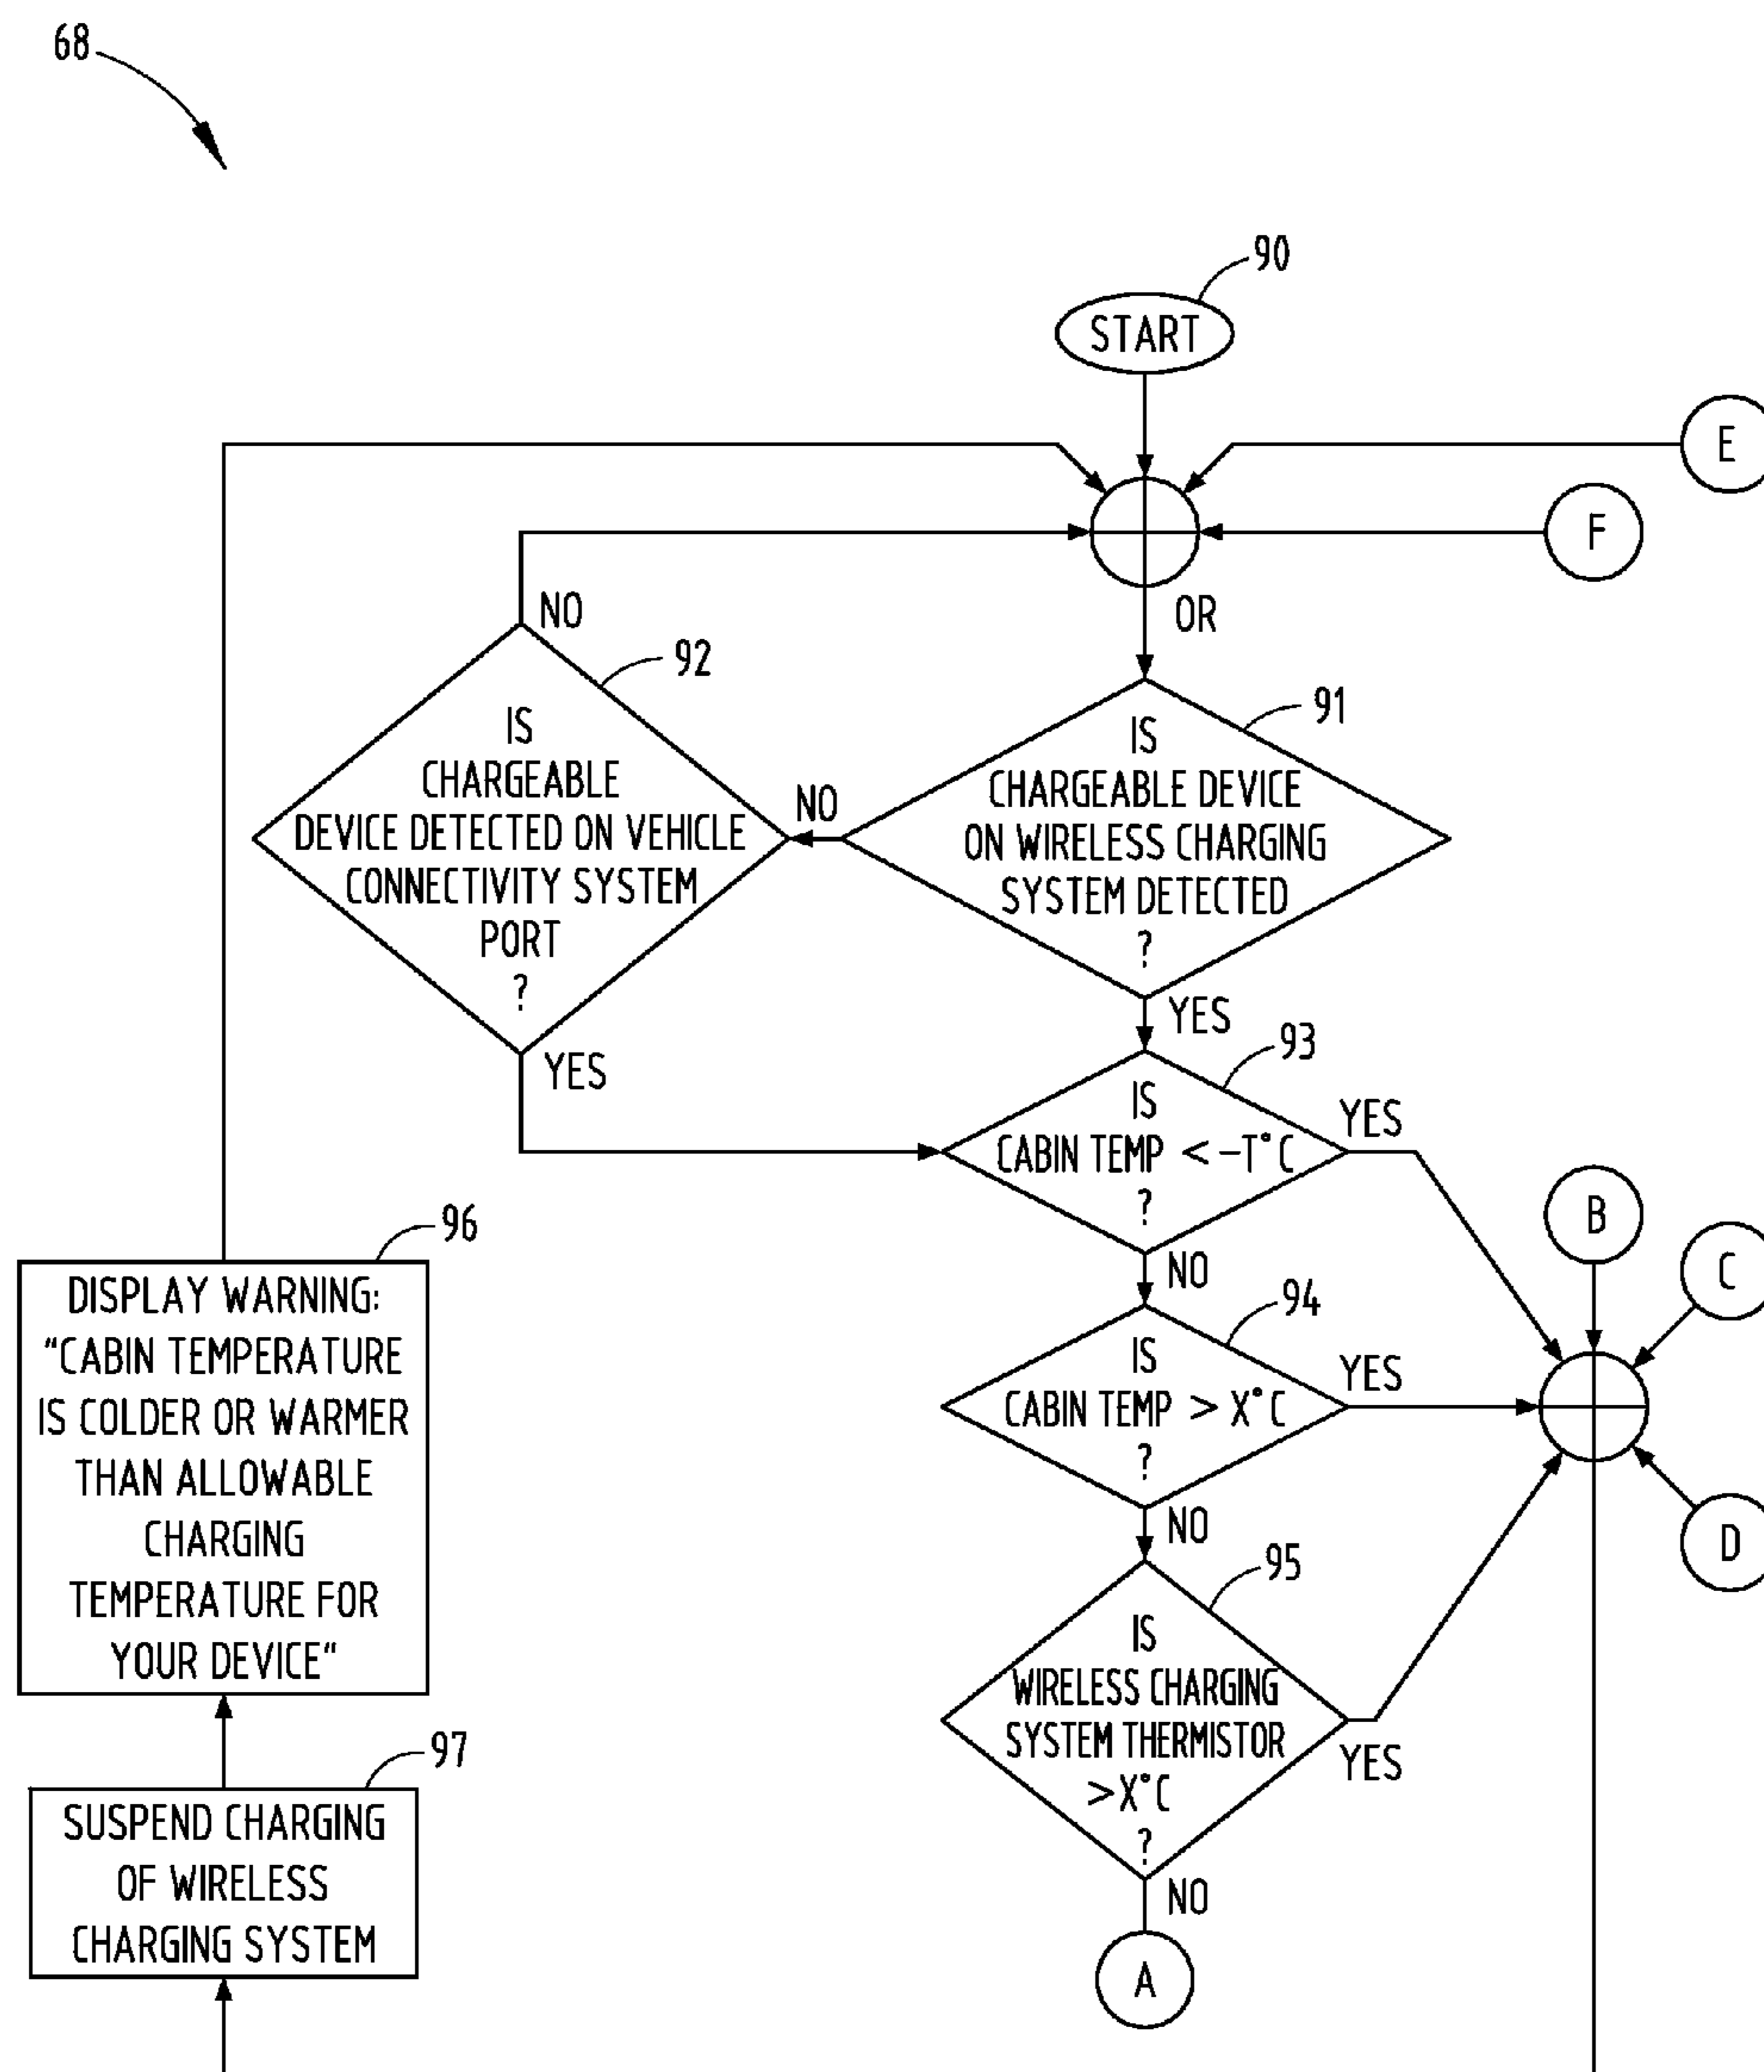 68
90
START
E
F
OR
NO
92
IS
CHARGEABLE
DEVICE DETECTED ON VEHICLE
CONNECTIVITY SYSTEM
PORT
?
YES
NO
91
IS
CHARGEABLE DEVICE
ON WIRELESS CHARGING
SYSTEM DETECTED
?
YES
93
IS
CABIN TEMP < –T°C
?
YES
NO
94
IS
CABIN TEMP > X°C
?
YES
NO
95
IS
WIRELESS CHARGING
SYSTEM THERMISTOR
>X°C
?
YES
NO
A
B
C
D
96
DISPLAY WARNING:
“CABIN TEMPERATURE
IS COLDER OR WARMER
THAN ALLOWABLE
CHARGING
TEMPERATURE FOR
YOUR DEVICE“
97
SUSPEND CHARGING
OF WIRELESS
CHARGING SYSTEM